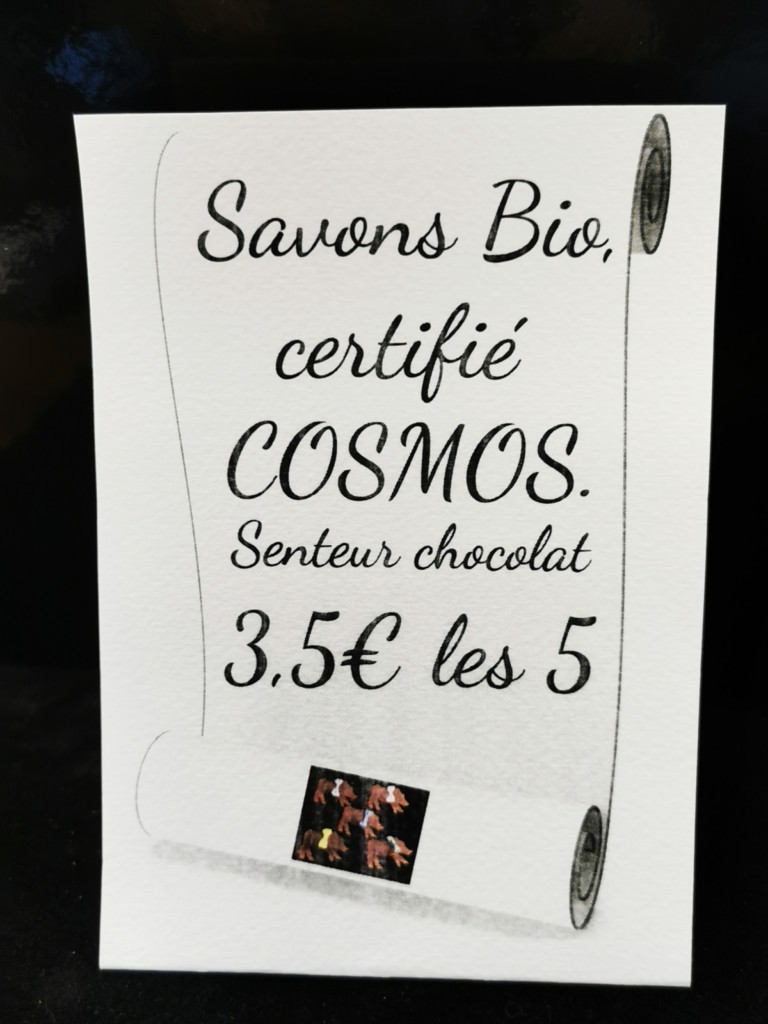 Savons Bio,
certifié
COSMOS.
Senteur chocolat
3,5€ les 5